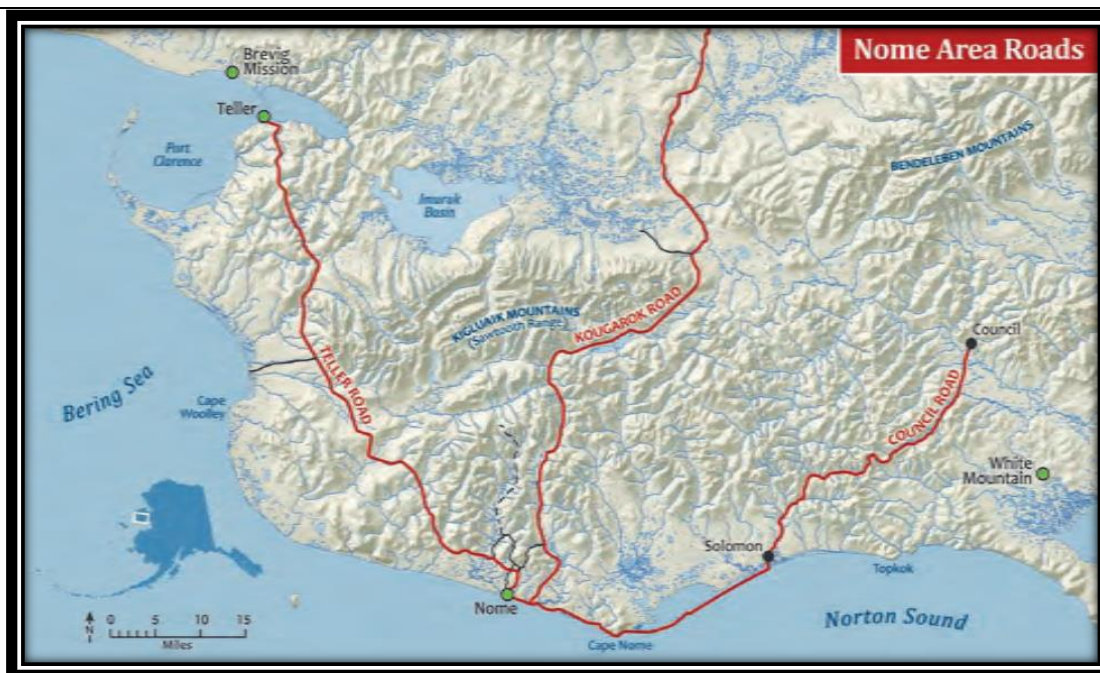 Nome Area Roads
Brevig
Mission
Teller
Port
Clarence
Imuruk
Basin
BENDELEBEN MOUNTAINS
KIGLUAIK MOUNTAINS
(Sawtooth Range)
KOUGAROK ROAD
Council
TELLER ROAD
Bering Sea
Cape
Woolley
COUNCIL ROAD
White
Mountain
Solomon
Topkok
Nome
Norton Sound
Cape Nome
N
0 5 10 15
Miles